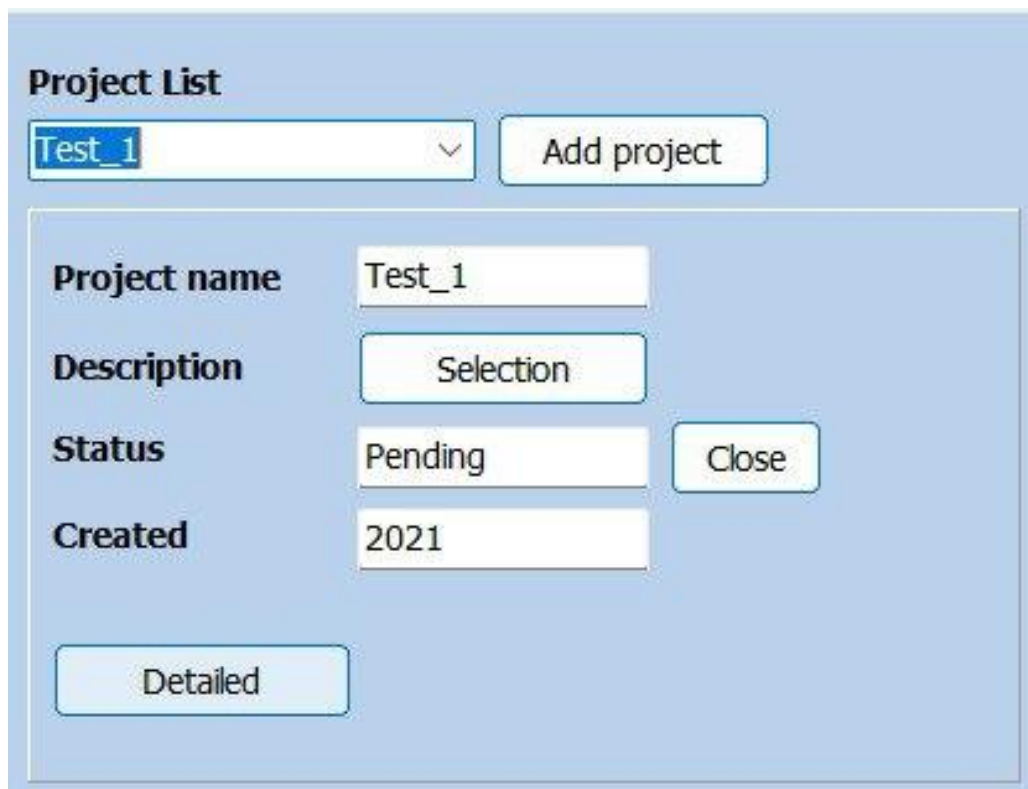 Project List
Test_1 Add project
Project name Test_1
Description Selection
Status Pending Close
Created 2021
Detailed